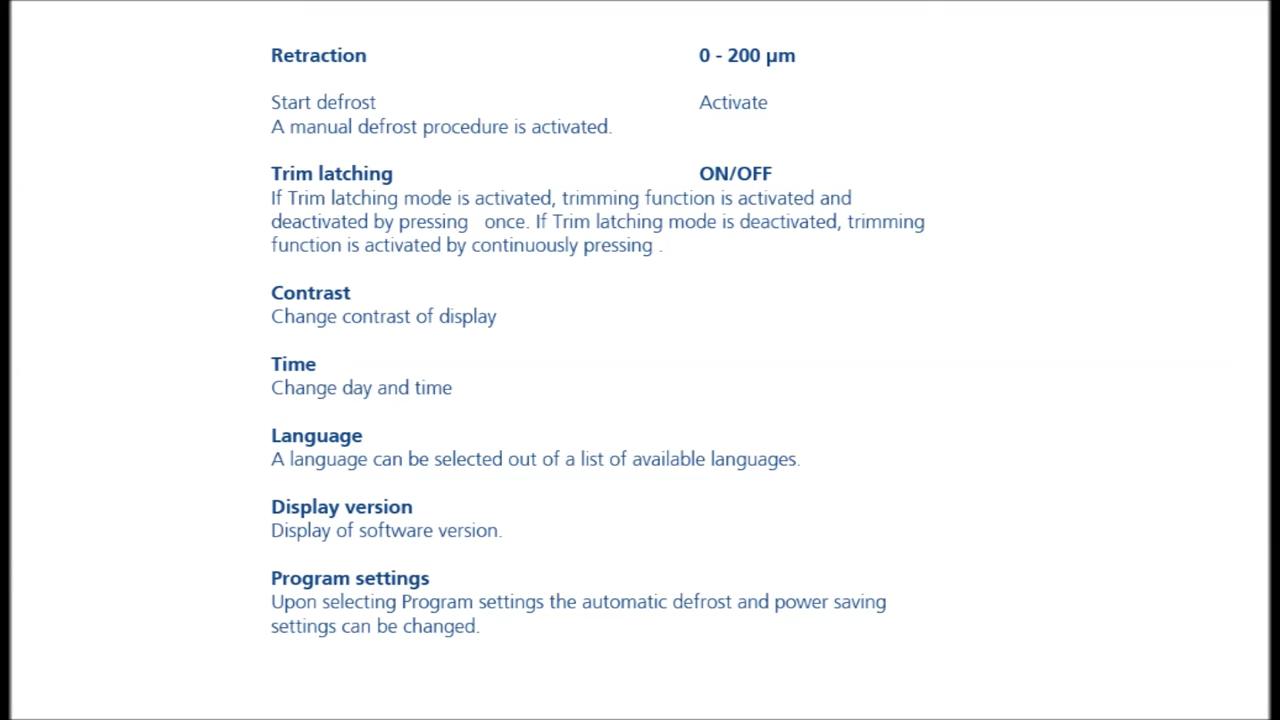 Retraction 0 - 200 µm
Start defrost Activate
A manual defrost procedure is activated.
Trim latching ON/OFF
If Trim latching mode is activated, trimming function is activated and
deactivated by pressing once. If Trim latching mode is deactivated, trimming
function is activated by continuously pressing .
Contrast
Change contrast of display
Time
Change day and time
Language
A language can be selected out of a list of available languages.
Display version
Display of software version.
Program settings
Upon selecting Program settings the automatic defrost and power saving
settings can be changed.